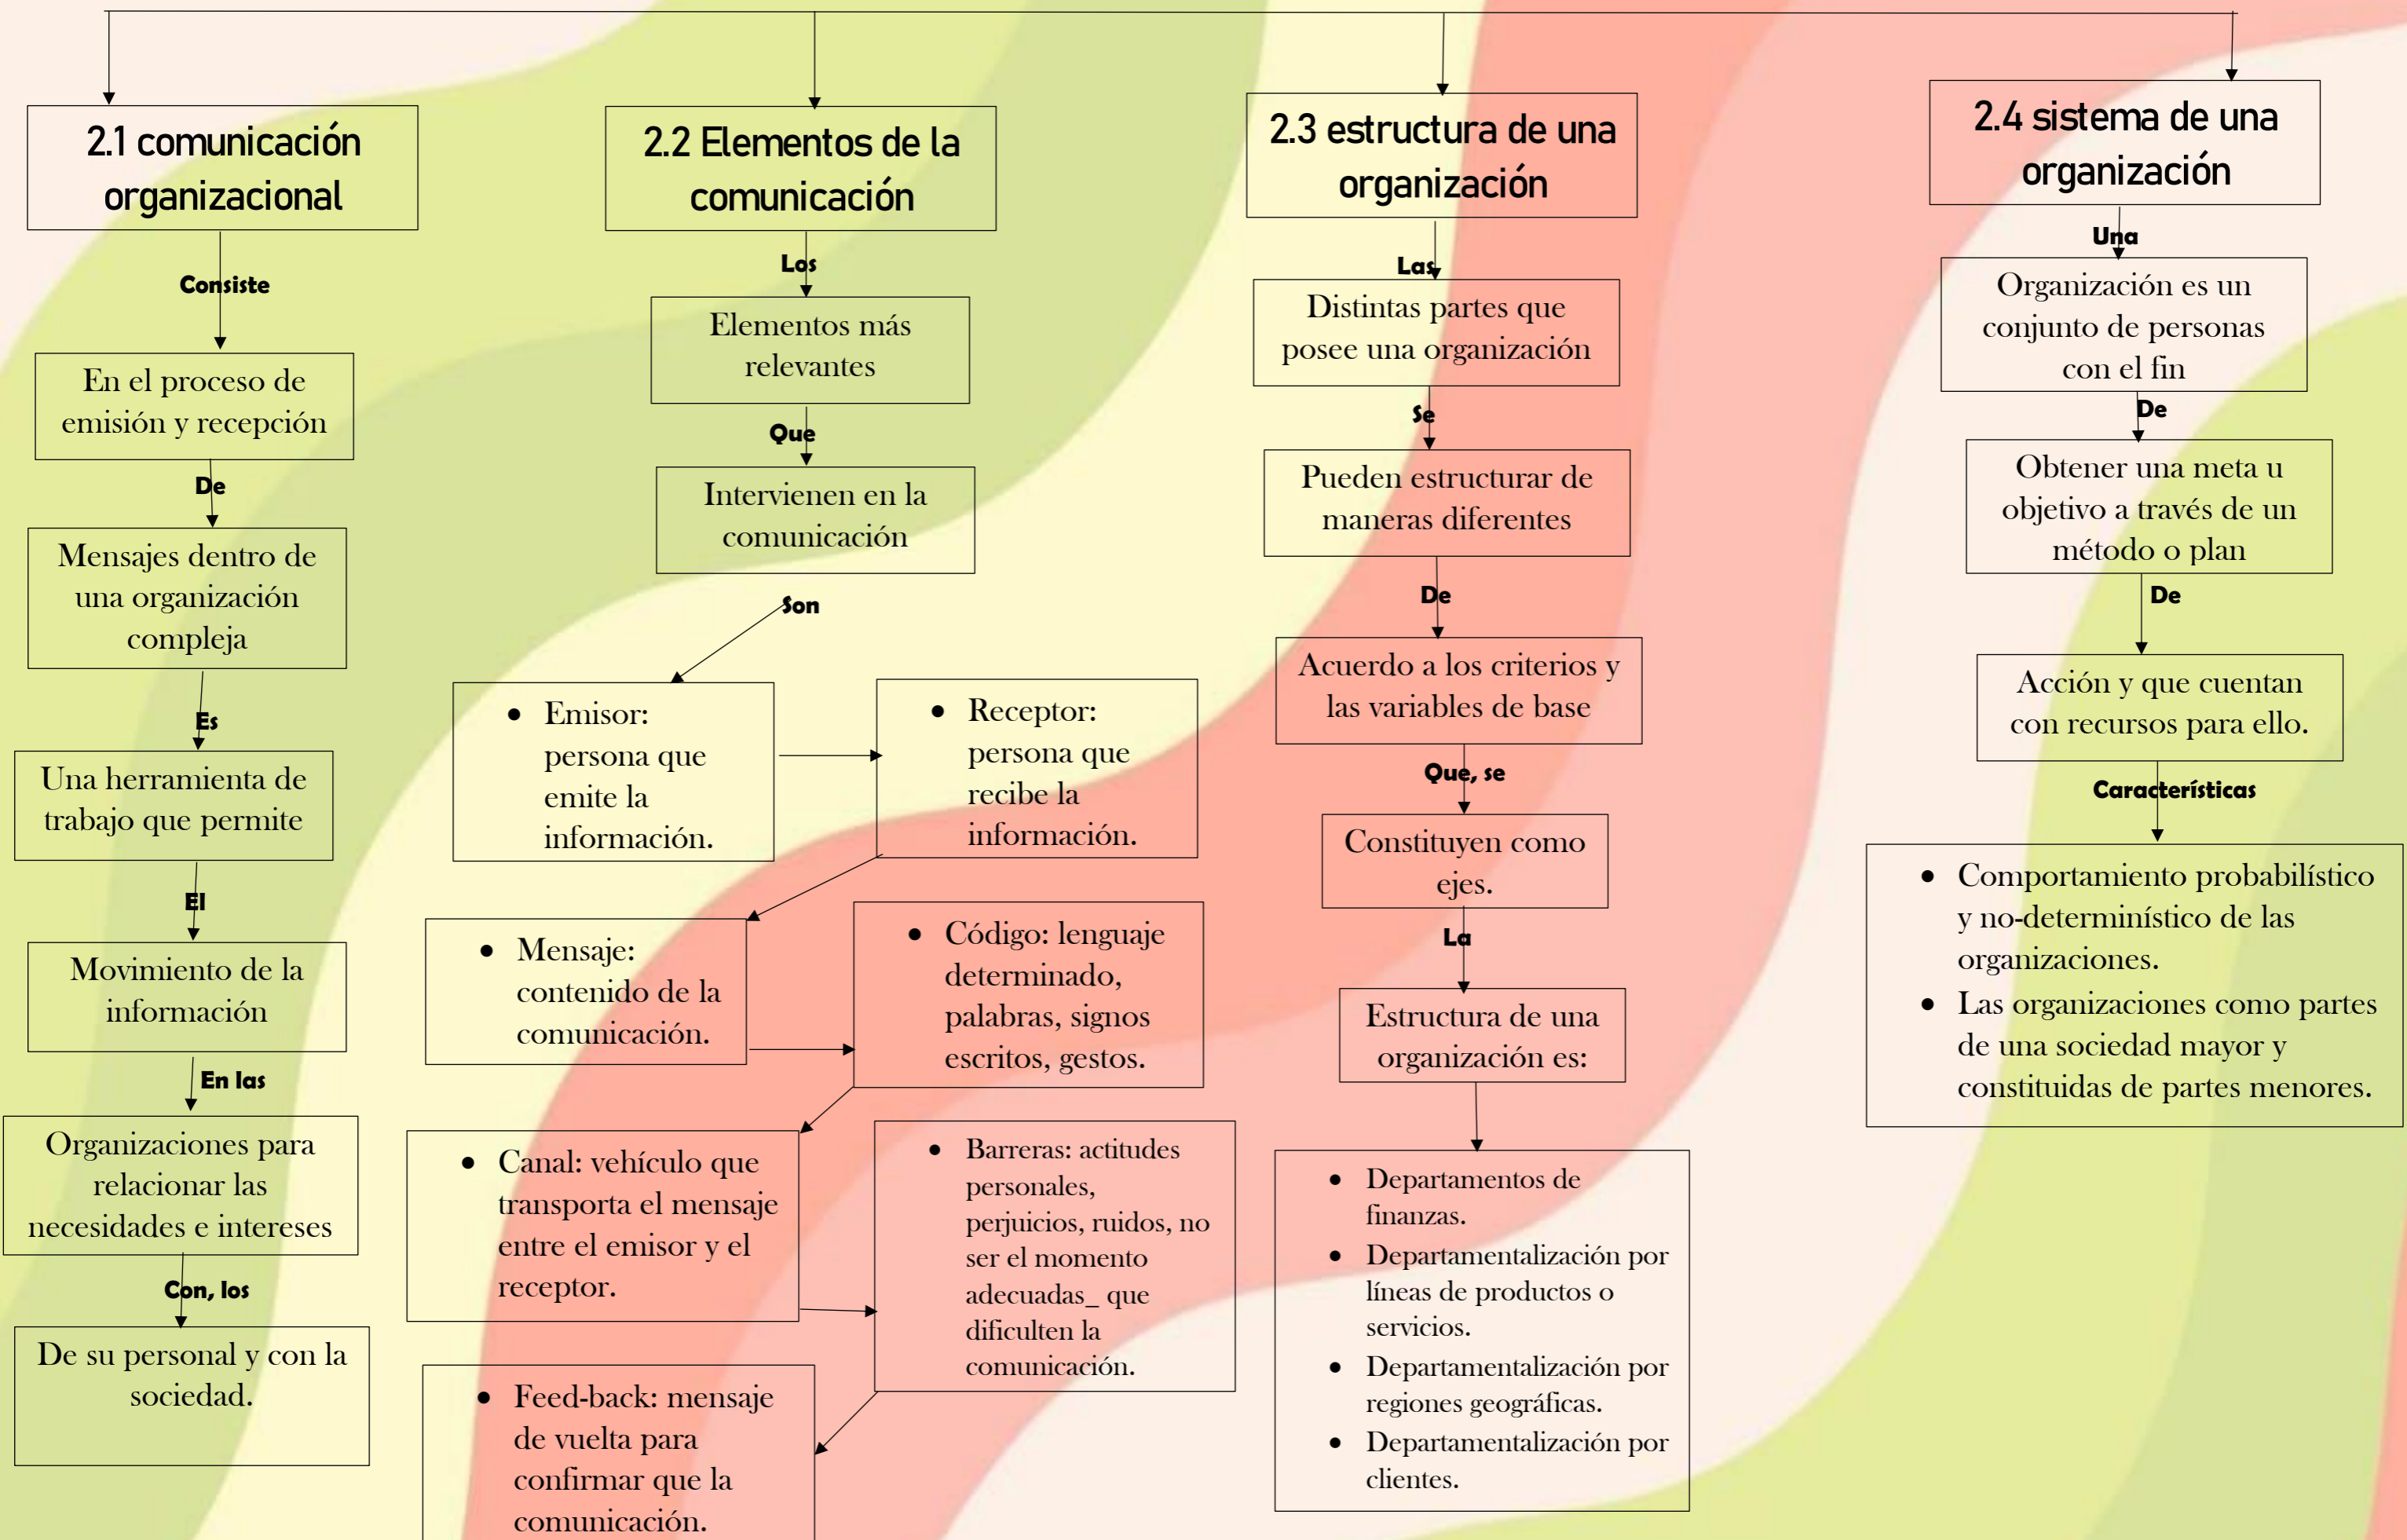 2.1 comunicación
organizacional
Consiste
En el proceso de
emisión y recepción
De
Mensajes dentro de
una organización
compleja
Es
Una herramienta de
trabajo que permite
El
Movimiento de la
información
En las
Organizaciones para
relacionar las
necesidades e intereses
Con, los
De su personal y con la
sociedad.
2.2 Elementos de la
comunicación
Los
Elementos más
relevantes
Que
Intervienen en la
comunicación
Son
• Emisor:
persona que
emite la
información.
• Receptor:
persona que
recibe la
información.
• Mensaje:
contenido de la
comunicación.
• Código: lenguaje
determinado,
palabras, signos
escritos, gestos.
• Canal: vehículo que
transporta el mensaje
entre el emisor y el
receptor.
• Barreras: actitudes
personales,
perjuicios, ruidos, no
ser el momento
adecuadas_ que
dificulten la
comunicación.
• Feed-back: mensaje
de vuelta para
confirmar que la
comunicación.
2.3 estructura de una
organización
Las
Distintas partes que
posee una organización
Se
Pueden estructurar de
maneras diferentes
De
Acuerdo a los criterios y
las variables de base
Que, se
Constituyen como
ejes.
La
Estructura de una
organización es:
• Departamentos de
finanzas.
• Departamentalización por
líneas de productos o
servicios.
• Departamentalización por
regiones geográficas.
• Departamentalización por
clientes.
2.4 sistema de una
organización
Una
Organización es un
conjunto de personas
con el fin
De
Obtener una meta u
objetivo a través de un
método o plan
De
Acción y que cuentan
con recursos para ello.
Características
• Comportamiento probabilístico
y no-determinístico de las
organizaciones.
• Las organizaciones como partes
de una sociedad mayor y
constituidas de partes menores.